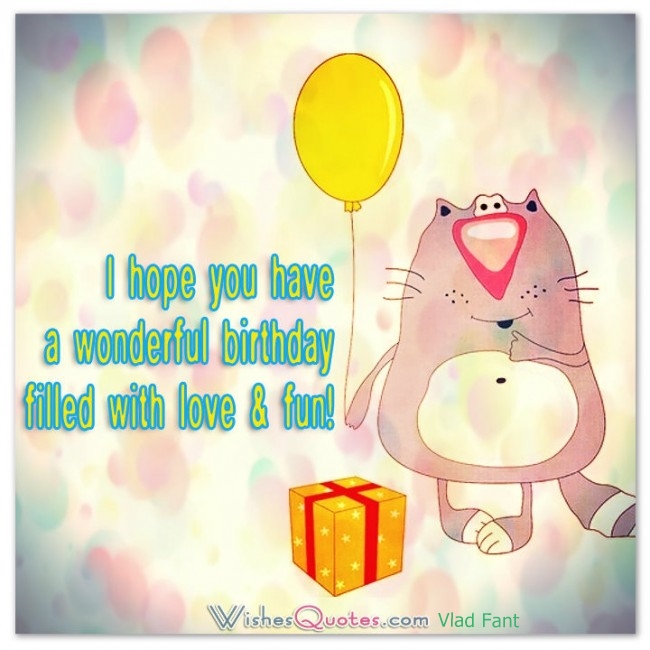 I hope you have
a wonderful birthday
filled with love & fun!
WishesQuotes.com Vlad Fant